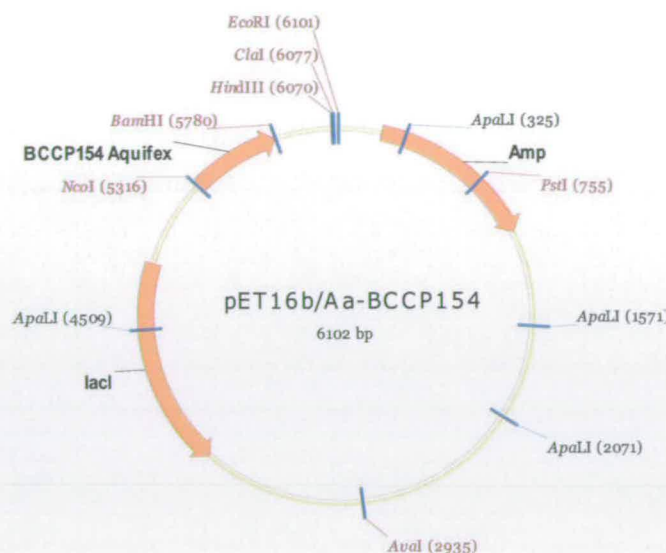 EcoRI (6101)
ClaI (6077)
HindIII (6070)
BamHI (5780)
ApaLI (325)
BCCP154 Aquifex
Amp
NcoI (5316)
PstI (755)
pET16b/Aa-BCCP154
6102 bp
ApaLI (4509)
ApaLI (1571)
lacI
ApaLI (2071)
AvaI (2935)